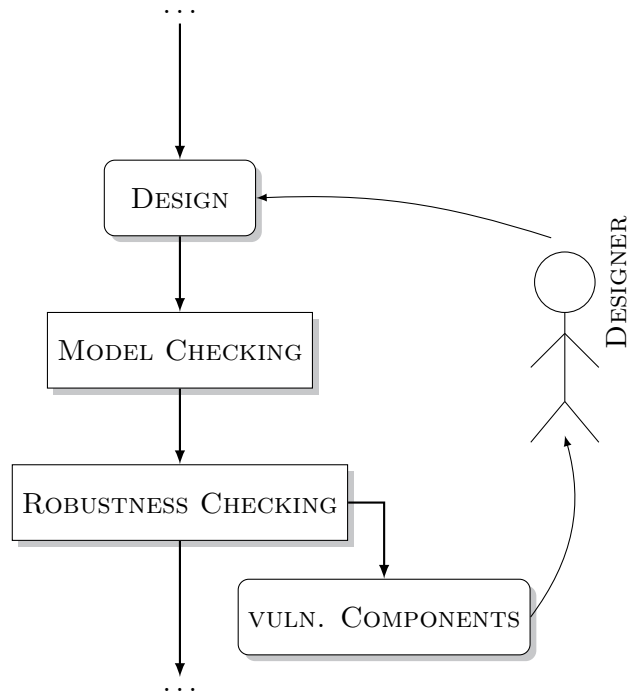 ...
DESIGN
DESIGNER
MODEL CHECKING
ROBUSTNESS CHECKING
VULN. COMPONENTS
...